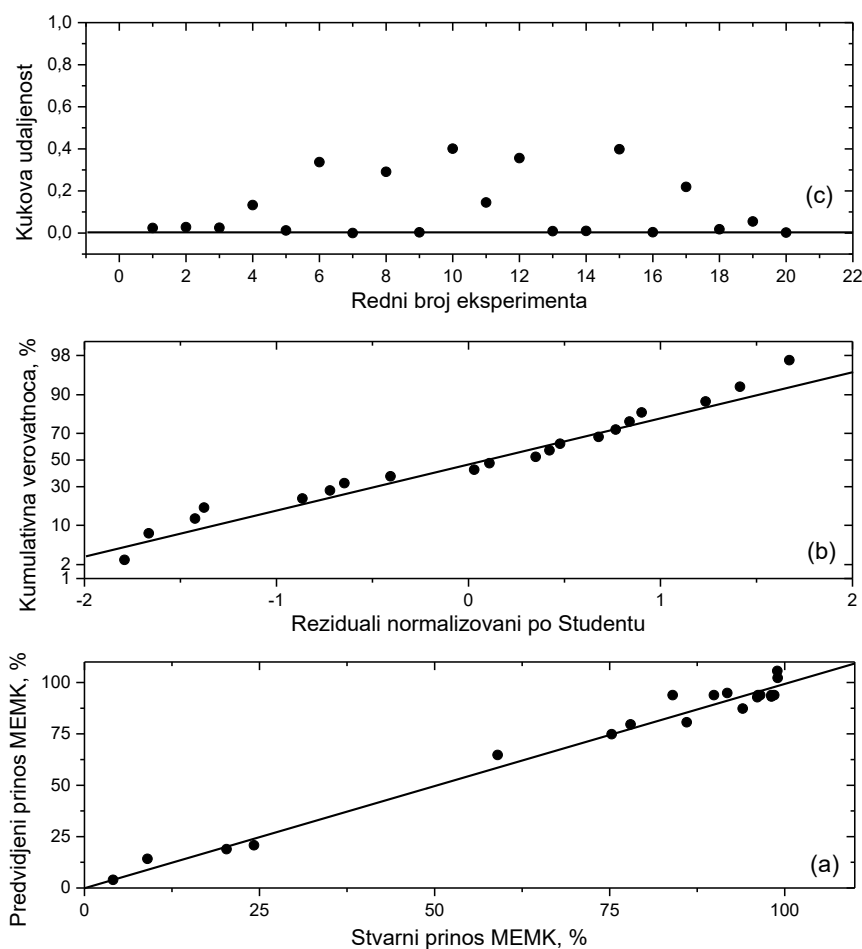 Kukova udaljenost
1,0
0,8
0,6
0,4
0,2
0,0
(c)
0 2 4 6 8 10 12 14 16 18 20 22
Redni broj eksperimenta
Kumulativna verovatnoca, %
98
90
70
50
30
10
2
1
(b)
-2 -1 0 1 2
Reziduali normalizovani po Studentu
Predvidjeni prinos MEMK, %
100
75
50
25
0
(a)
0 25 50 75 100
Stvarni prinos MEMK, %